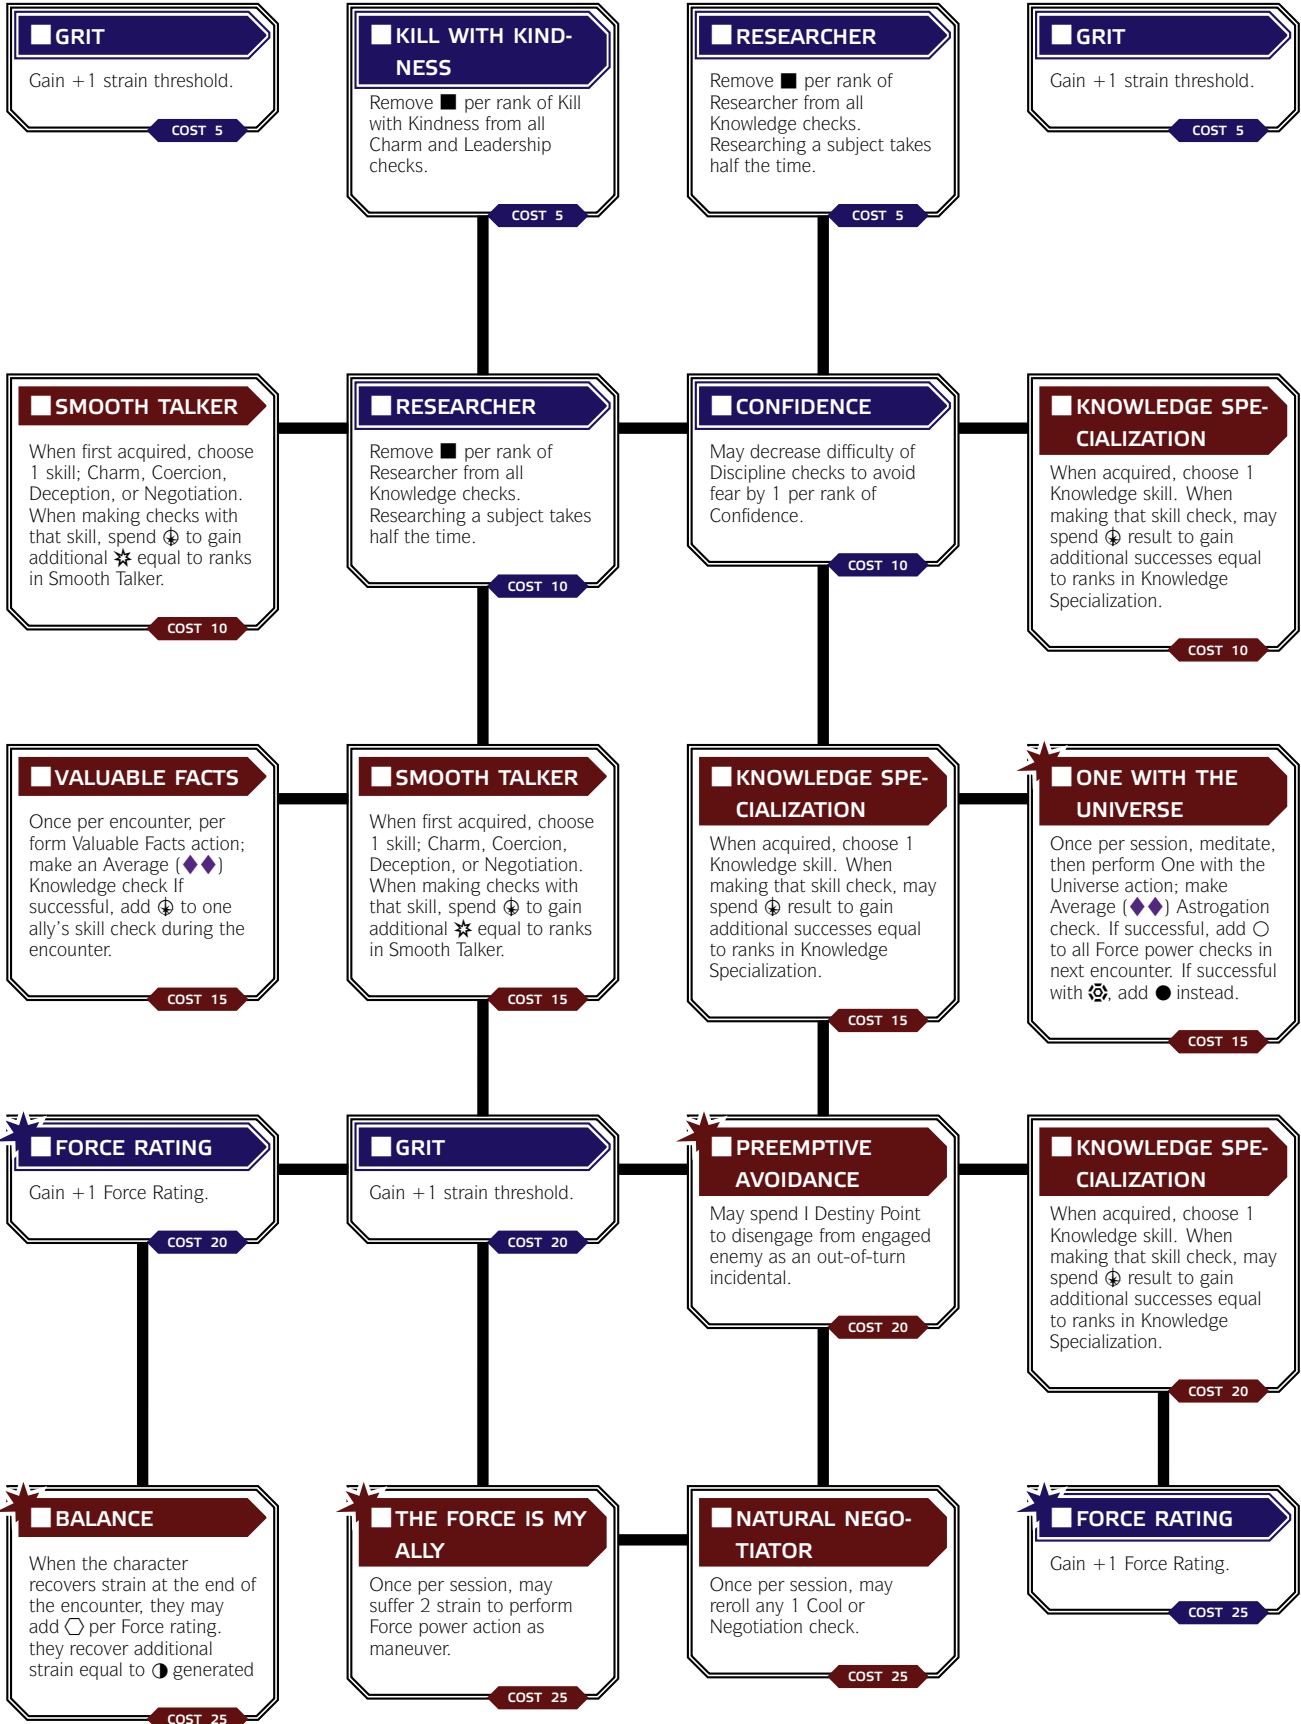 GRIT
Gain +1 strain threshold.
COST 5
KILL WITH KIND-
NESS
Remove ■ per rank of Kill
with Kindness from all
Charm and Leadership
checks.
COST 5
RESEARCHER
Remove ■ per rank of
Researcher from all
Knowledge checks.
Researching a subject takes
half the time.
COST 5
GRIT
Gain +1 strain threshold.
COST 5
SMOOTH TALKER
When first acquired, choose
1 skill; Charm, Coercion,
Deception, or Negotiation.
When making checks with
that skill, spend to gain
additional equal to ranks
in Smooth Talker.
COST 10
RESEARCHER
Remove ■ per rank of
Researcher from all
Knowledge checks.
Researching a subject takes
half the time.
COST 10
CONFIDENCE
May decrease difficulty of
Discipline checks to avoid
fear by 1 per rank of
Confidence.
COST 10
KNOWLEDGE SPE-
CIALIZATION
When acquired, choose 1
Knowledge skill. When
making that skill check, may
spend result to gain
additional successes equal
to ranks in Knowledge
Specialization.
COST 10
VALUABLE FACTS
Once per encounter, per
form Valuable Facts action;
make an Average (♦♦)
Knowledge check If
successful, add to one
ally's skill check during the
encounter.
COST 15
SMOOTH TALKER
When first acquired, choose
1 skill; Charm, Coercion,
Deception, or Negotiation.
When making checks with
that skill, spend to gain
additional equal to ranks
in Smooth Talker.
COST 15
KNOWLEDGE SPE-
CIALIZATION
When acquired, choose 1
Knowledge skill. When
making that skill check, may
spend result to gain
additional successes equal
to ranks in Knowledge
Specialization.
COST 15
ONE WITH THE
UNIVERSE
Once per session, meditate,
then perform One with the
Universe action; make
Average (♦♦) Astrogation
check. If successful, add ○
to all Force power checks in
next encounter. If successful
with , add ● instead.
COST 15
FORCE RATING
Gain +1 Force Rating.
COST 20
GRIT
Gain +1 strain threshold.
COST 20
PREEMPTIVE
AVOIDANCE
May spend I Destiny Point
to disengage from engaged
enemy as an out-of-turn
incidental.
COST 20
KNOWLEDGE SPE-
CIALIZATION
When acquired, choose 1
Knowledge skill. When
making that skill check, may
spend result to gain
additional successes equal
to ranks in Knowledge
Specialization.
COST 20
BALANCE
When the character
recovers strain at the end of
the encounter, they may
add ⬡ per Force rating.
they recover additional
strain equal to ◑ generated
COST 25
THE FORCE IS MY
ALLY
Once per session, may
suffer 2 strain to perform
Force power action as
maneuver.
COST 25
NATURAL NEGO-
TIATOR
Once per session, may
reroll any 1 Cool or
Negotiation check.
COST 25
FORCE RATING
Gain +1 Force Rating.
COST 25